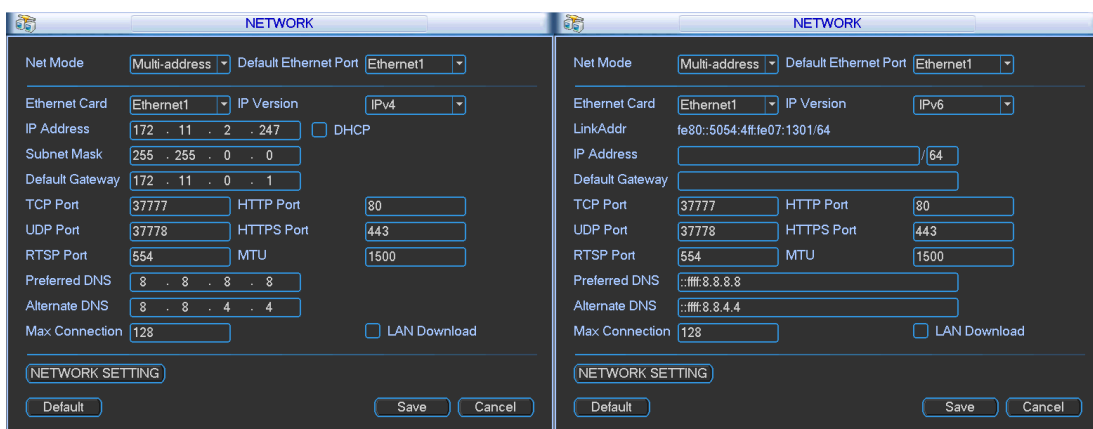 NETWORK
Net Mode Multi-address Default Ethernet Port Ethernet1
Ethernet Card Ethernet1 IP Version IPv4
IP Address 172 . 11 . 2 . 247 DHCP
Subnet Mask 255 . 255 . 0 . 0
Default Gateway 172 . 11 . 0 . 1
TCP Port 37777 HTTP Port 80
UDP Port 37778 HTTPS Port 443
RTSP Port 554 MTU 1500
Preferred DNS 8 . 8 . 8 . 8
Alternate DNS 8 . 8 . 4 . 4
Max Connection 128 LAN Download
NETWORK SETTING
Default Save Cancel
NETWORK
Net Mode Multi-address Default Ethernet Port Ethernet1
Ethernet Card Ethernet1 IP Version IPv6
LinkAddr fe80::5054:4ff:fe07:1301/64
IP Address / 64
Default Gateway
TCP Port 37777 HTTP Port 80
UDP Port 37778 HTTPS Port 443
RTSP Port 554 MTU 1500
Preferred DNS ::ffff:8.8.8.8
Alternate DNS ::ffff:8.8.4.4
Max Connection 128 LAN Download
NETWORK SETTING
Default Save Cancel